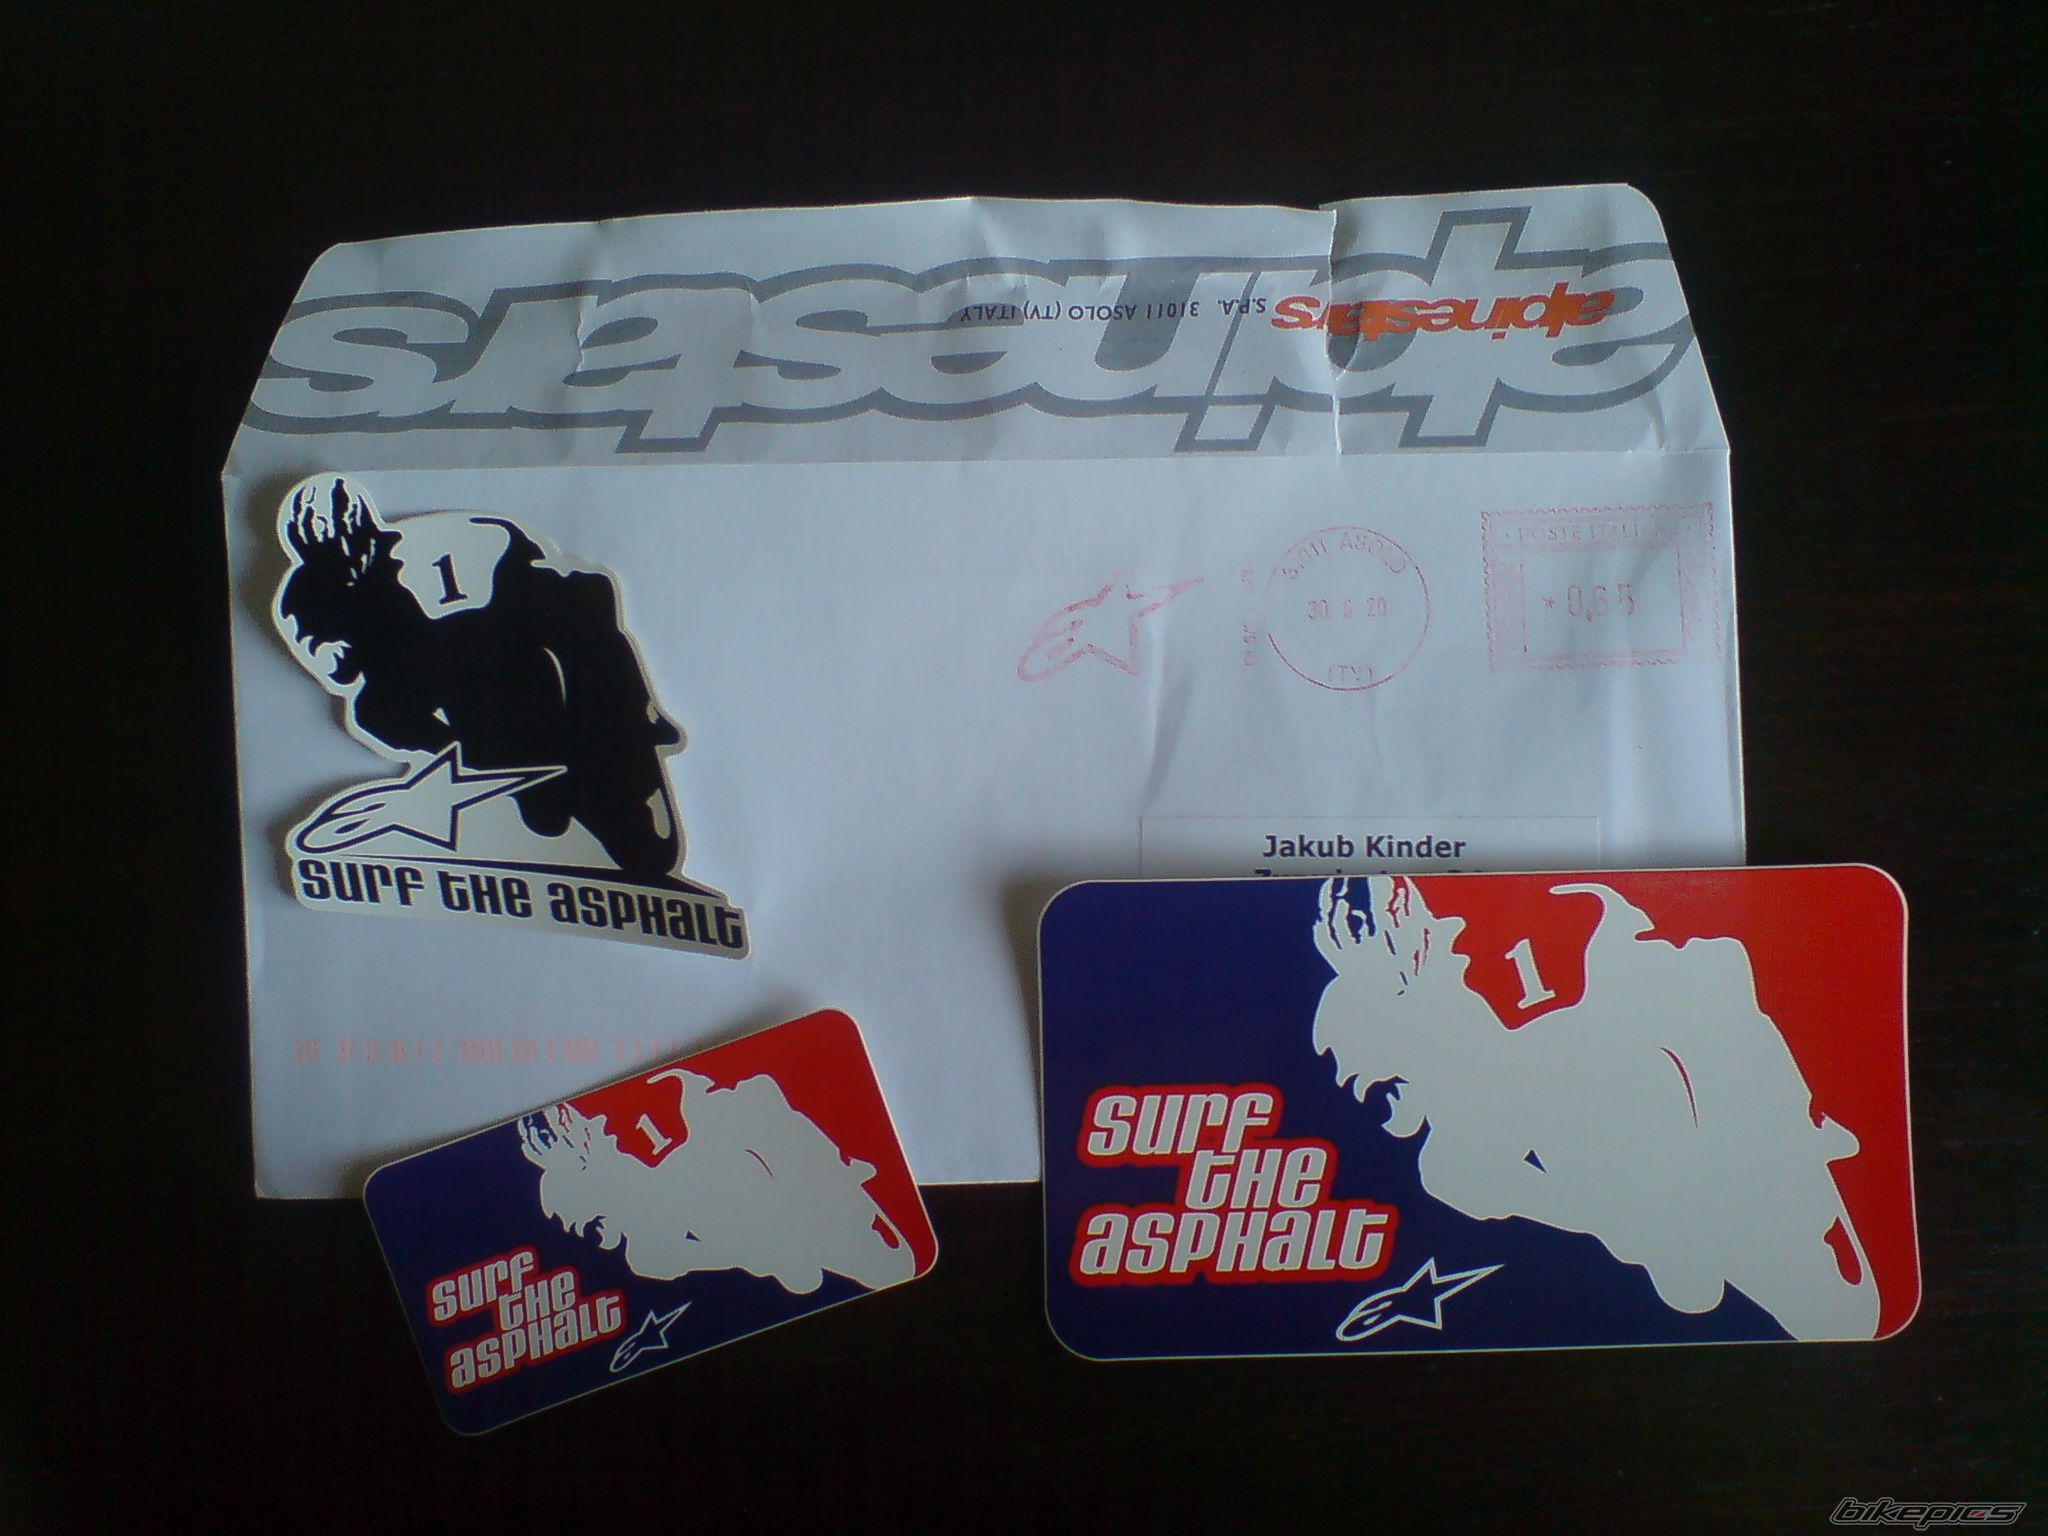 alpinestars
alpinestars S.P.A. 31011 ASOLO (TV) ITALY
POSTE ITALIANE
31011 ASOLO
(TV)
*0,65
1
SURF THE ASPHALT
Jakub Kinder
1
SURF
THE
ASPHALT
1
SURF
THE
ASPHALT
bikepics